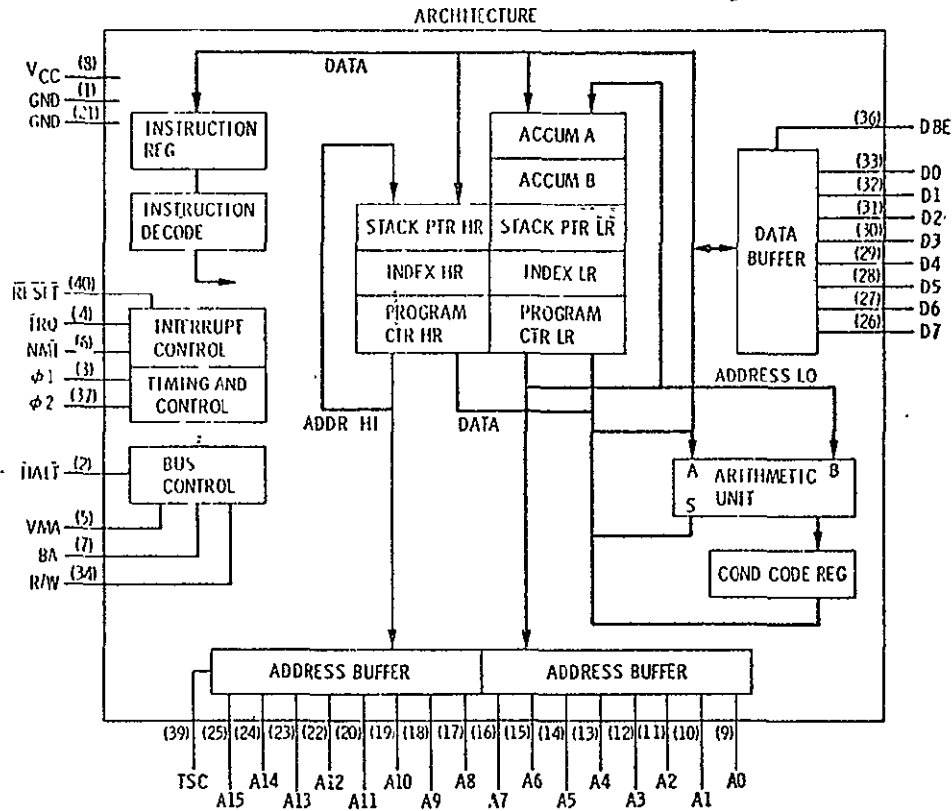 ARCHITECTURE
VCC (8)
GND (1)
GND (21)
DATA
INSTRUCTION
REG
INSTRUCTION
DECODE
ACCUM A
ACCUM B
STACK PTR HR
STACK PTR LR
INDEX HR
INDEX LR
PROGRAM
CTR HR
PROGRAM
CTR LR
(36) DBE
(33) D0
(32) D1
(31) D2
(30) D3
(29) D4
(28) D5
(27) D6
(26) D7
DATA
BUFFER
RESET (40)
IRQ (4)
NMI (6)
φ1 (3)
φ2 (37)
INTERRUPT
CONTROL
TIMING AND
CONTROL
HALT (2)
VMA (5)
BA (7)
R/W (34)
BUS
CONTROL
ADDR HI
DATA
ADDRESS LO
A B
ARITHMETIC
UNIT
S
COND CODE REG
ADDRESS BUFFER
ADDRESS BUFFER
(39) (25) (24) (23) (22) (20) (19) (18) (17) (16) (15) (14) (13) (12) (11) (10) (9)
TSC A14 A12 A10 A8 A6 A4 A2 A0
A15 A13 A11 A9 A7 A5 A3 A1